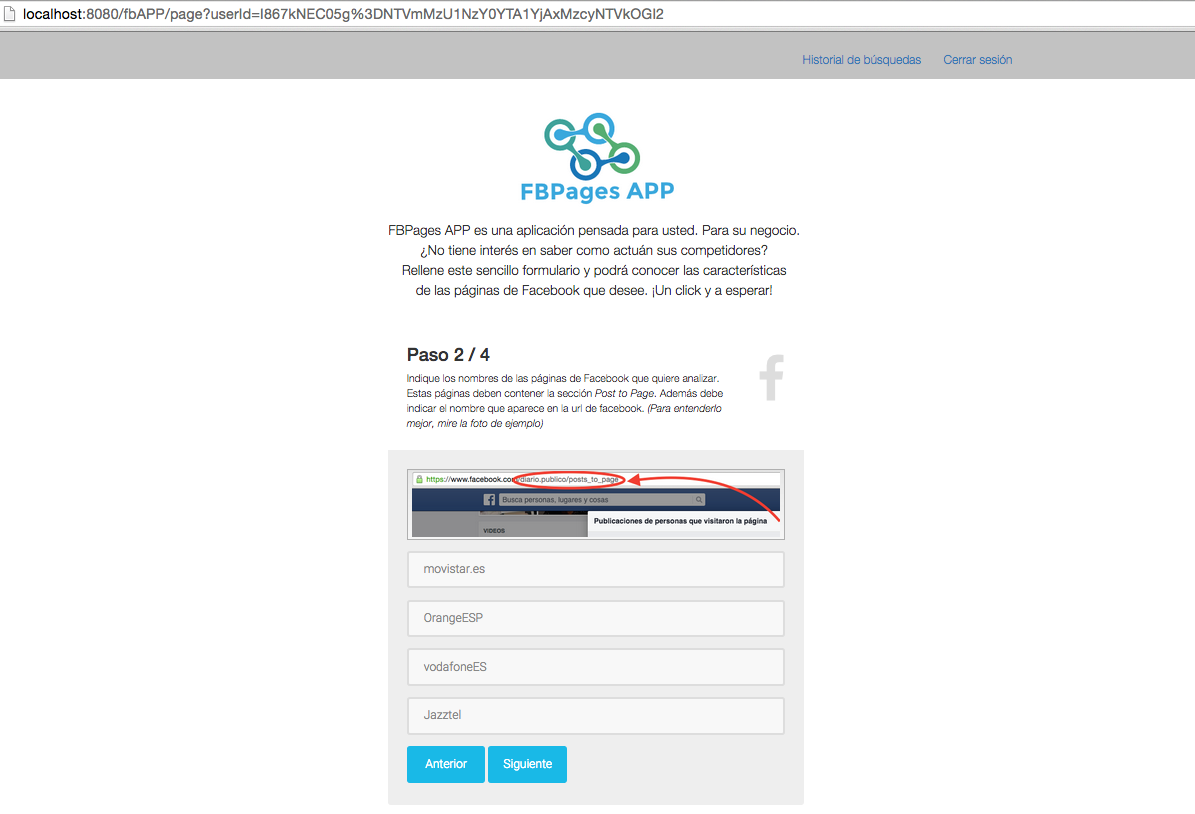 localhost:8080/fbAPP/page?userId=I867kNEC05g%3DNTVmMzU1NzY0YTA1YjAxMzcyNTVkOGI2
Historial de búsquedas Cerrar sesión
FBPages APP
FBPages APP es una aplicación pensada para usted. Para su negocio.
¿No tiene interés en saber como actuán sus competidores?
Rellene este sencillo formulario y podrá conocer las características
de las páginas de Facebook que desee. ¡Un click y a esperar!
Paso 2 / 4
Indique los nombres de las páginas de Facebook que quiere analizar.
Estas páginas deben contener la sección Post to Page. Además debe
indicar el nombre que aparece en la url de facebook. (Para entenderlo
mejor, mire la foto de ejemplo)
https://www.facebook.com/diario.publico/posts_to_page
Busca personas, lugares y cosas
Publicaciones de personas que visitaron la página
VIDEOS
movistar.es
OrangeESP
vodafoneES
Jazztel
Anterior Siguiente